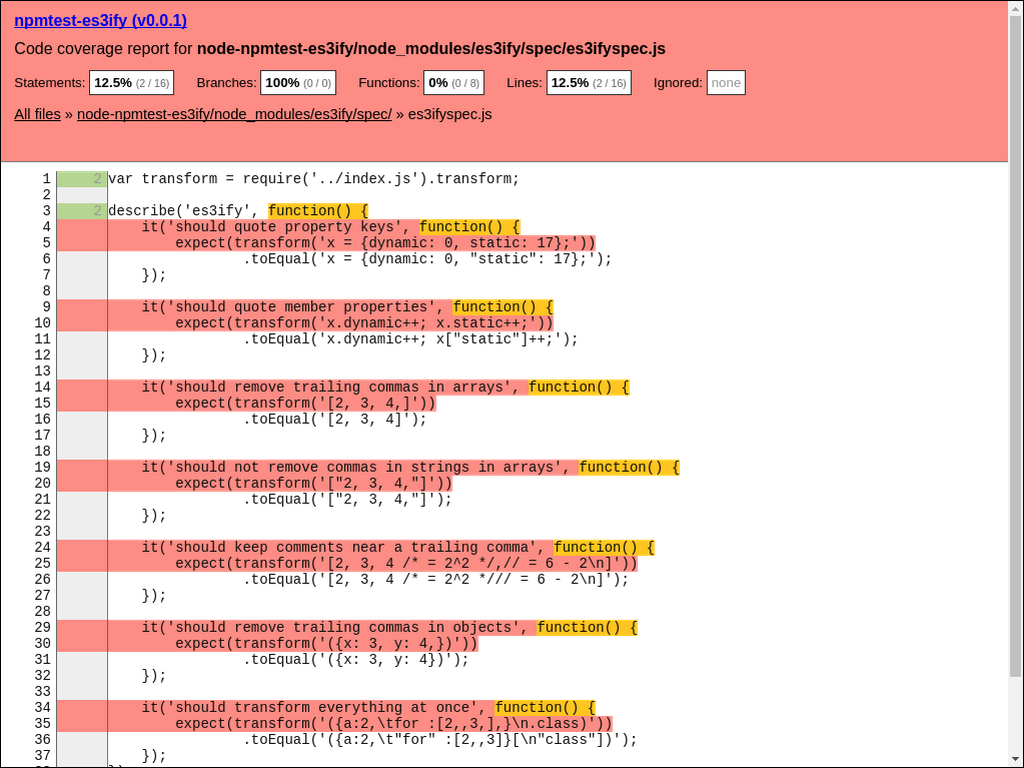 npmtest-es3ify (v0.0.1)
Code coverage report for node-npmtest-es3ify/node_modules/es3ify/spec/es3ifyspec.js
Statements: 12.5% (2 / 16) Branches: 100% (0 / 0) Functions: 0% (0 / 8) Lines: 12.5% (2 / 16) Ignored: none
All files » node-npmtest-es3ify/node_modules/es3ify/spec/ » es3ifyspec.js
1 2 var transform = require('../index.js').transform;
2
3 2 describe('es3ify', function() {
4     it('should quote property keys', function() {
5         expect(transform('x = {dynamic: 0, static: 17};'))
6                 .toEqual('x = {dynamic: 0, "static": 17};');
7     });
8
9     it('should quote member properties', function() {
10         expect(transform('x.dynamic++; x.static++;'))
11                 .toEqual('x.dynamic++; x["static"]++;');
12     });
13
14     it('should remove trailing commas in arrays', function() {
15         expect(transform('[2, 3, 4,]'))
16                 .toEqual('[2, 3, 4]');
17     });
18
19     it('should not remove commas in strings in arrays', function() {
20         expect(transform('["2, 3, 4,"]'))
21                 .toEqual('["2, 3, 4,"]');
22     });
23
24     it('should keep comments near a trailing comma', function() {
25         expect(transform('[2, 3, 4 /* = 2^2 */,// = 6 - 2\n]'))
26                 .toEqual('[2, 3, 4 /* = 2^2 */// = 6 - 2\n]');
27     });
28
29     it('should remove trailing commas in objects', function() {
30         expect(transform('({x: 3, y: 4,})'))
31                 .toEqual('({x: 3, y: 4})');
32     });
33
34     it('should transform everything at once', function() {
35         expect(transform('({a:2,\tfor :[2,,3,],}\n.class)'))
36                 .toEqual('({a:2,\t"for" :[2,,3]}[\n"class"])');
37     });